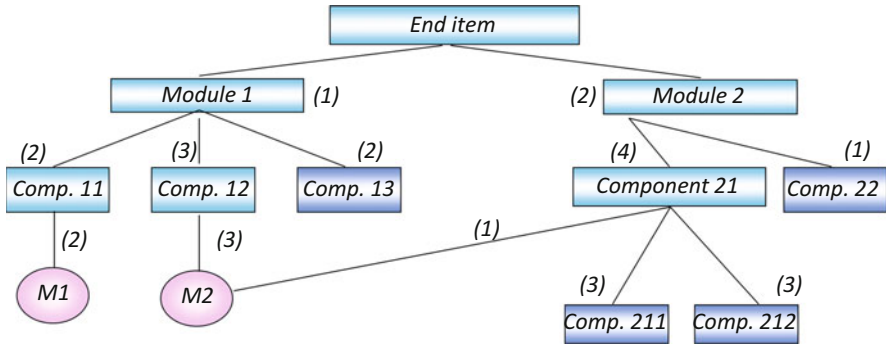 End item
Module 1
(1)
(2)
Module 2
(2)
(3)
(2)
(4)
(1)
Comp. 11
Comp. 12
Comp. 13
Component 21
Comp. 22
(2)
(3)
(1)
M1
M2
(3)
(3)
Comp. 211
Comp. 212